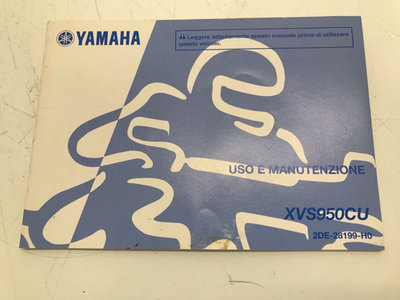 YAMAHA
Leggere attentamente questo manuale prima di utilizzare
questo veicolo.
USO E MANUTENZIONE
XVS950CU
2DE-28199-H0